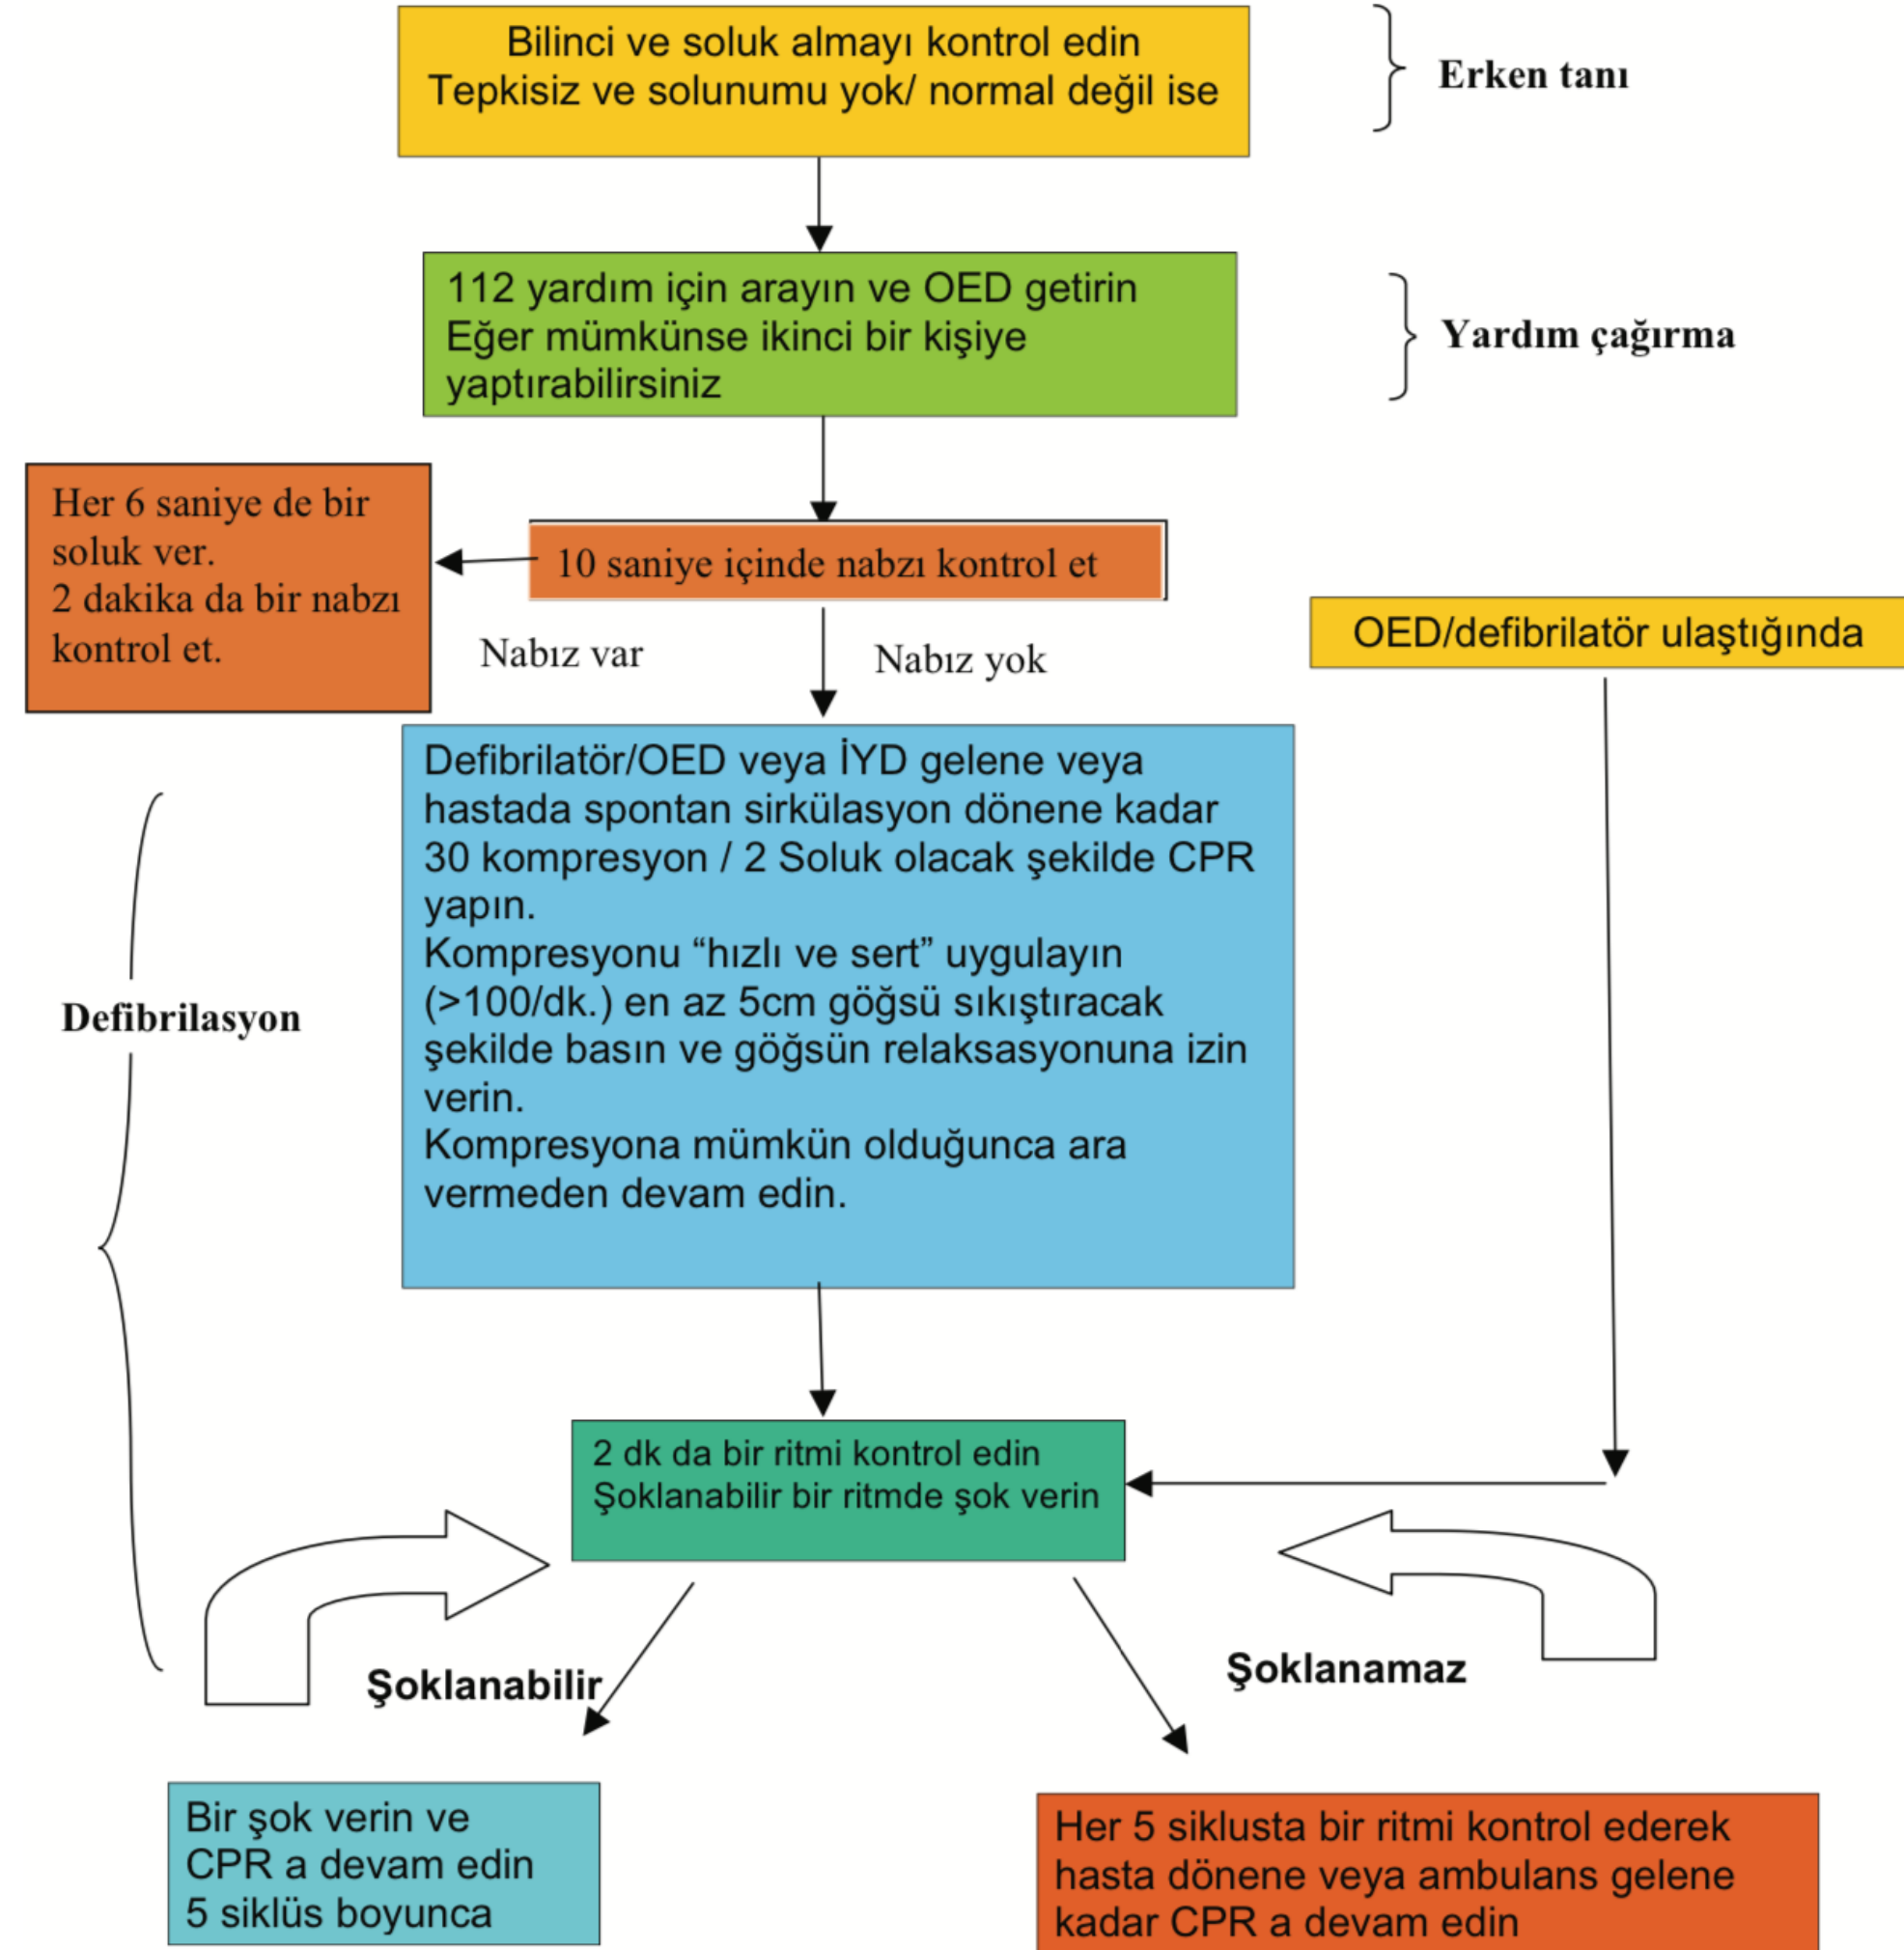 Bilinci ve soluk almayı kontrol edin
Tepkisiz ve solunumu yok/ normal değil ise
Erken tanı
112 yardım için arayın ve OED getirin
Eğer mümkünse ikinci bir kişiye
yaptırabilirsiniz
Yardım çağırma
Her 6 saniye de bir
soluk ver.
2 dakika da bir nabzı
kontrol et.
10 saniye içinde nabzı kontrol et
Nabız var
Nabız yok
OED/defibrilatör ulaştığında
Defibrilatör/OED veya İYD gelene veya
hastada spontan sirkülasyon dönene kadar
30 kompresyon / 2 Soluk olacak şekilde CPR
yapın.
Kompresyonu “hızlı ve sert” uygulayın
(>100/dk.) en az 5cm göğsü sıkıştıracak
şekilde basın ve göğsün relaksasyonuna izin
verin.
Kompresyona mümkün olduğunca ara
vermeden devam edin.
Defibrilasyon
2 dk da bir ritmi kontrol edin
Şoklanabilir bir ritmde şok verin
Şoklanabilir
Şoklanamaz
Bir şok verin ve
CPR a devam edin
5 siklüs boyunca
Her 5 siklusta bir ritmi kontrol ederek
hasta dönene veya ambulans gelene
kadar CPR a devam edin